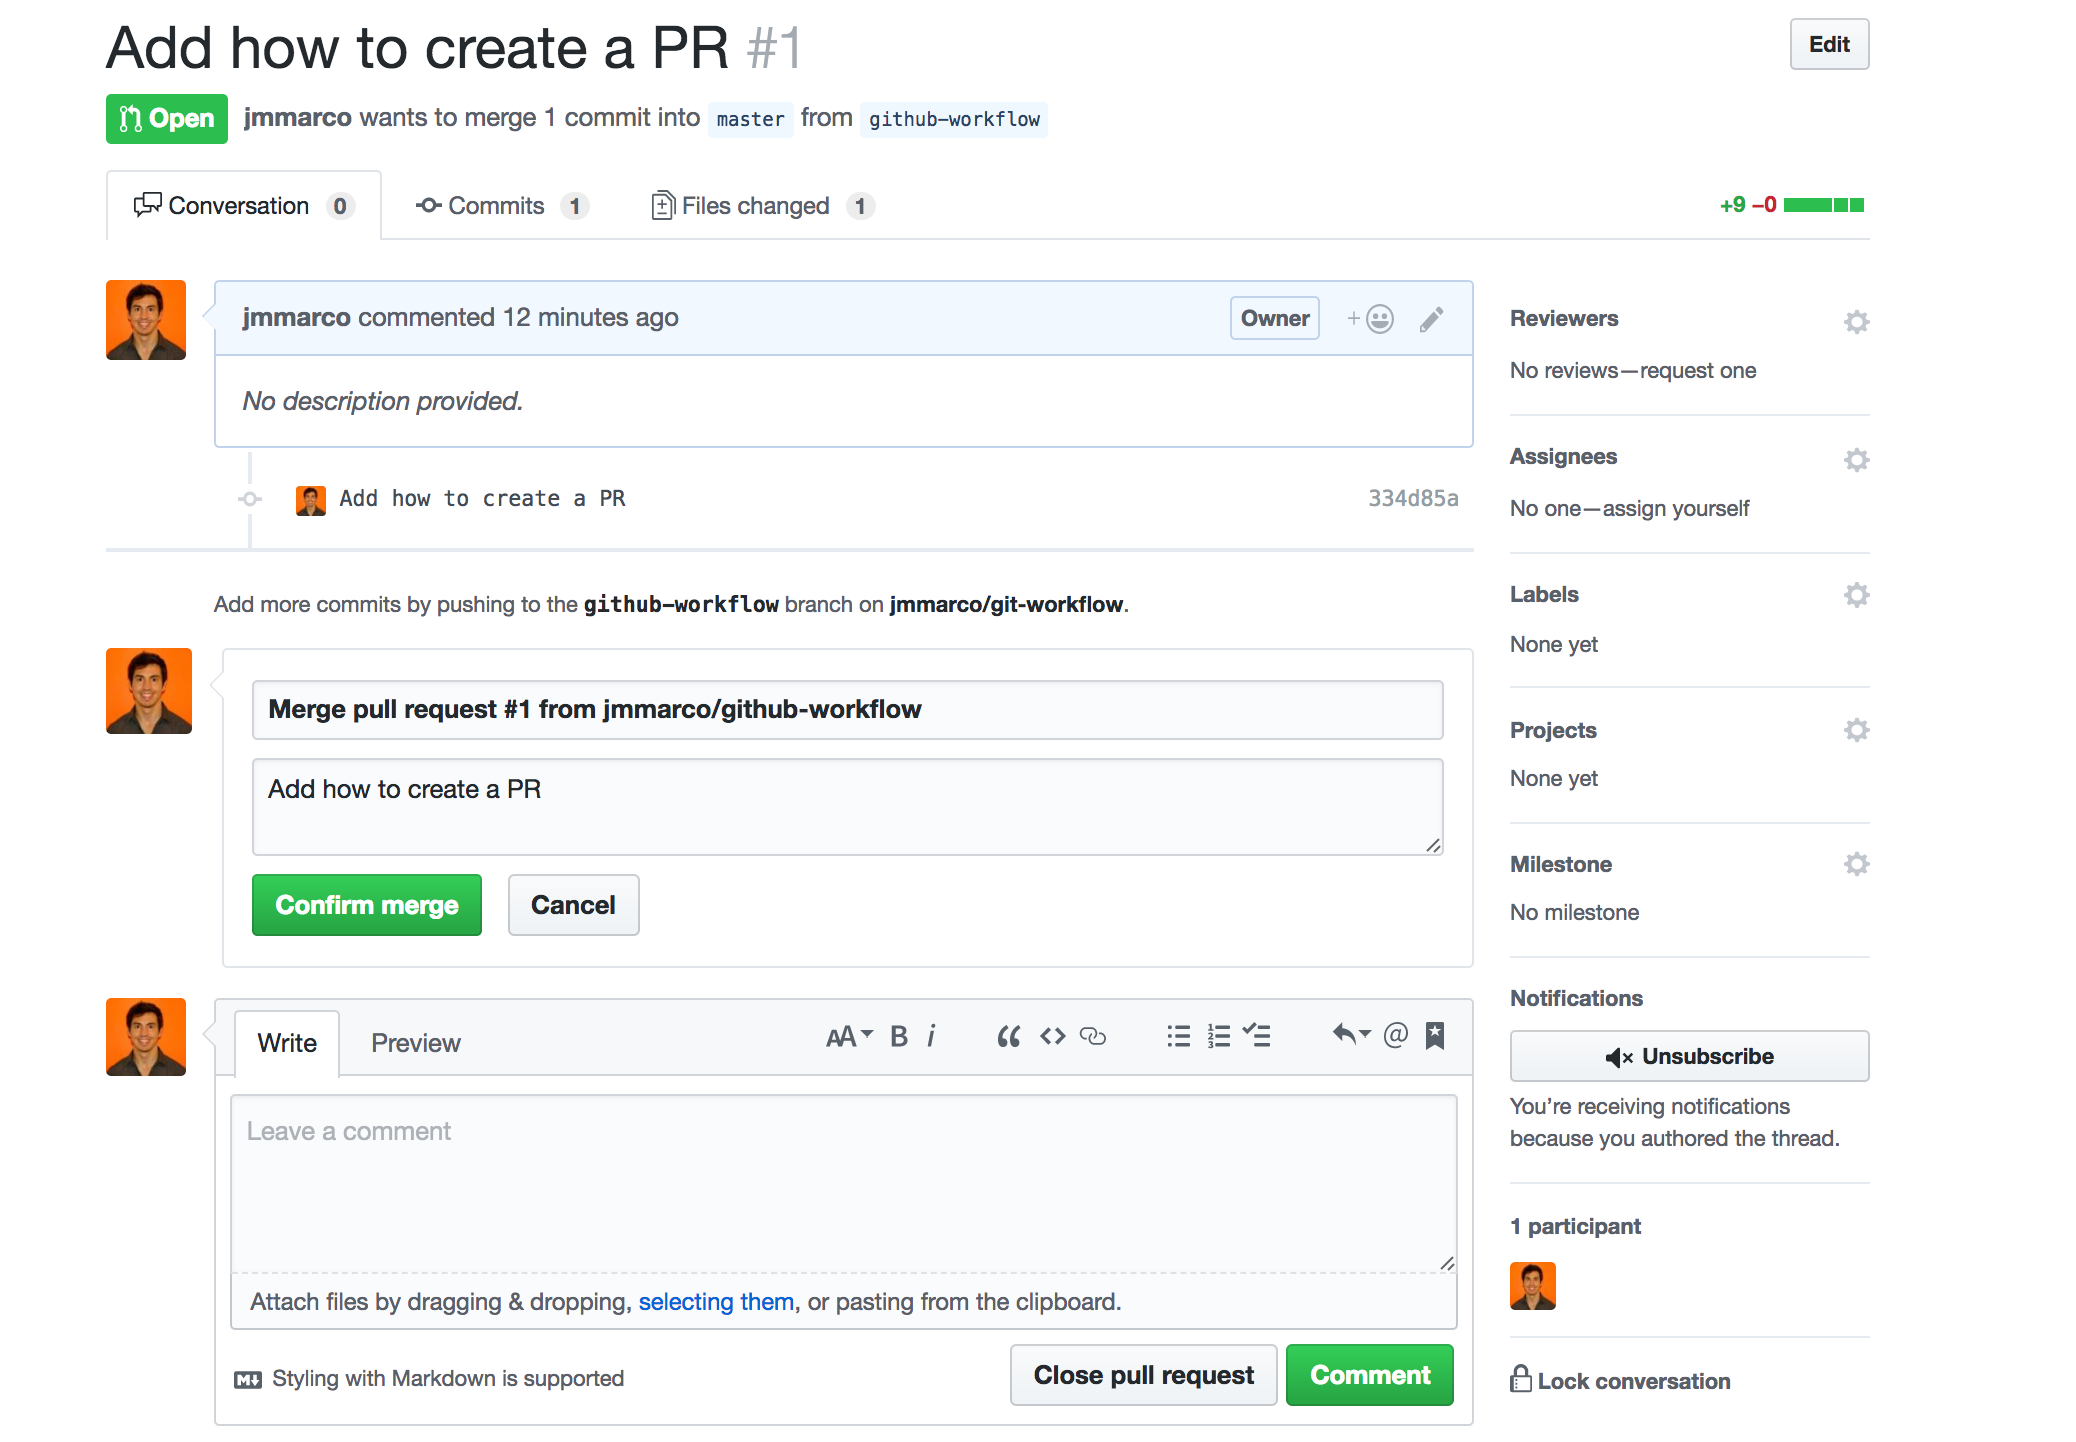 Add how to create a PR #1
Edit
Open jmmarco wants to merge 1 commit into master from github-workflow
Conversation 0 Commits 1 Files changed 1 +9 −0
jmmarco commented 12 minutes ago Owner
No description provided.
Add how to create a PR 334d85a
Add more commits by pushing to the github-workflow branch on jmmarco/git-workflow.
Merge pull request #1 from jmmarco/github-workflow
Add how to create a PR
Confirm merge Cancel
Write Preview AA B i
Leave a comment
Attach files by dragging & dropping, selecting them, or pasting from the clipboard.
Styling with Markdown is supported
Close pull request Comment
Reviewers
No reviews—request one
Assignees
No one—assign yourself
Labels
None yet
Projects
None yet
Milestone
No milestone
Notifications
Unsubscribe
You’re receiving notifications
because you authored the thread.
1 participant
Lock conversation